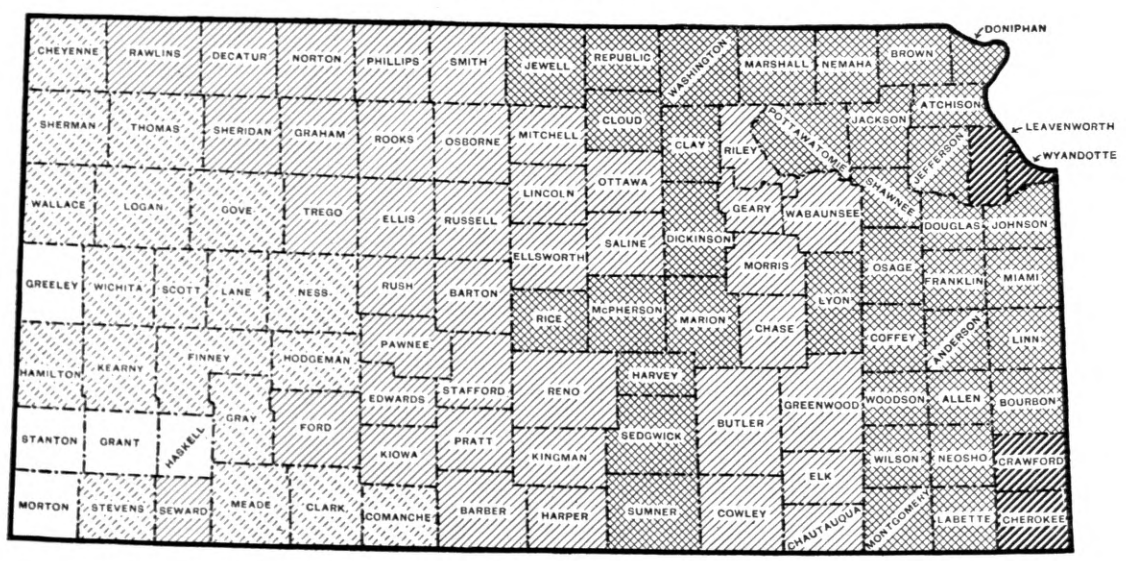 DONIPHAN
CHEYENNE RAWLINS DECATUR NORTON PHILLIPS SMITH JEWELL REPUBLIC WASHINGTON MARSHALL NEMAHA BROWN
ATCHISON
SHERMAN THOMAS SHERIDAN GRAHAM ROOKS OSBORNE MITCHELL CLOUD CLAY RILEY POTTAWATOMIE JACKSON JEFFERSON LEAVENWORTH
WYANDOTTE
WALLACE LOGAN GOVE TREGO ELLIS RUSSELL LINCOLN OTTAWA GEARY WABAUNSEE SHAWNEE DOUGLAS JOHNSON
ELLSWORTH SALINE DICKINSON MORRIS
GREELEY WICHITA SCOTT LANE NESS RUSH BARTON OSAGE FRANKLIN MIAMI
RICE McPHERSON MARION CHASE LYON
HAMILTON KEARNY FINNEY HODGEMAN PAWNEE COFFEY ANDERSON LINN
EDWARDS STAFFORD RENO HARVEY
GRAY FORD BUTLER GREENWOOD WOODSON ALLEN BOURBON
STANTON GRANT HASKELL KIOWA PRATT KINGMAN SEDGWICK ELK WILSON NEOSHO CRAWFORD
MORTON STEVENS SEWARD MEADE CLARK COMANCHE BARBER HARPER SUMNER COWLEY CHAUTAUQUA MONTGOMERY LABETTE CHEROKEE